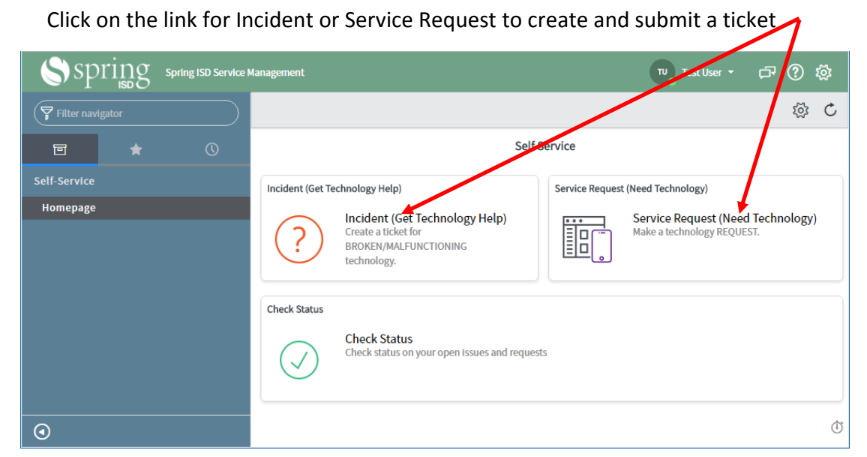 Click on the link for Incident or Service Request to create and submit a ticket
spring
ISD
Spring ISD Service Management
TU
Test User
Filter navigator
Self-Service
Self-Service
Homepage
Incident (Get Technology Help)
Incident (Get Technology Help)
Create a ticket for
BROKEN/MALFUNCTIONING
technology.
Service Request (Need Technology)
Service Request (Need Technology)
Make a technology REQUEST.
Check Status
Check Status
Check status on your open issues and requests